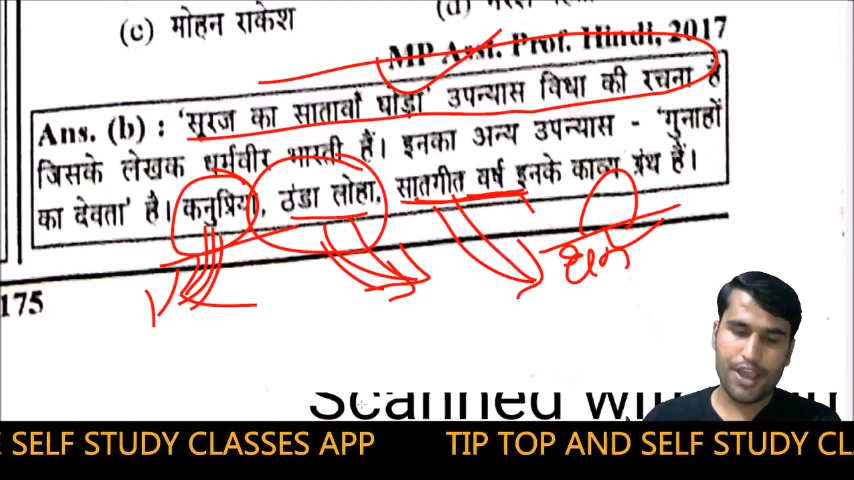 (c) मोहन राकेश
(d)
MP Asst. Prof. Hindi, 2017
Ans. (b) : 'सूरज का सातवाँ घोड़ा' उपन्यास विधा की रचना है
जिसके लेखक धर्मवीर भारती हैं। इनका अन्य उपन्यास - 'गुनाहों
का देवता' है। कनुप्रिया, ठंडा लोहा, सातगीत वर्ष इनके काव्य ग्रंथ हैं।
175
Scanned
SELF STUDY CLASSES APP TIP TOP AND SELF STUDY CL